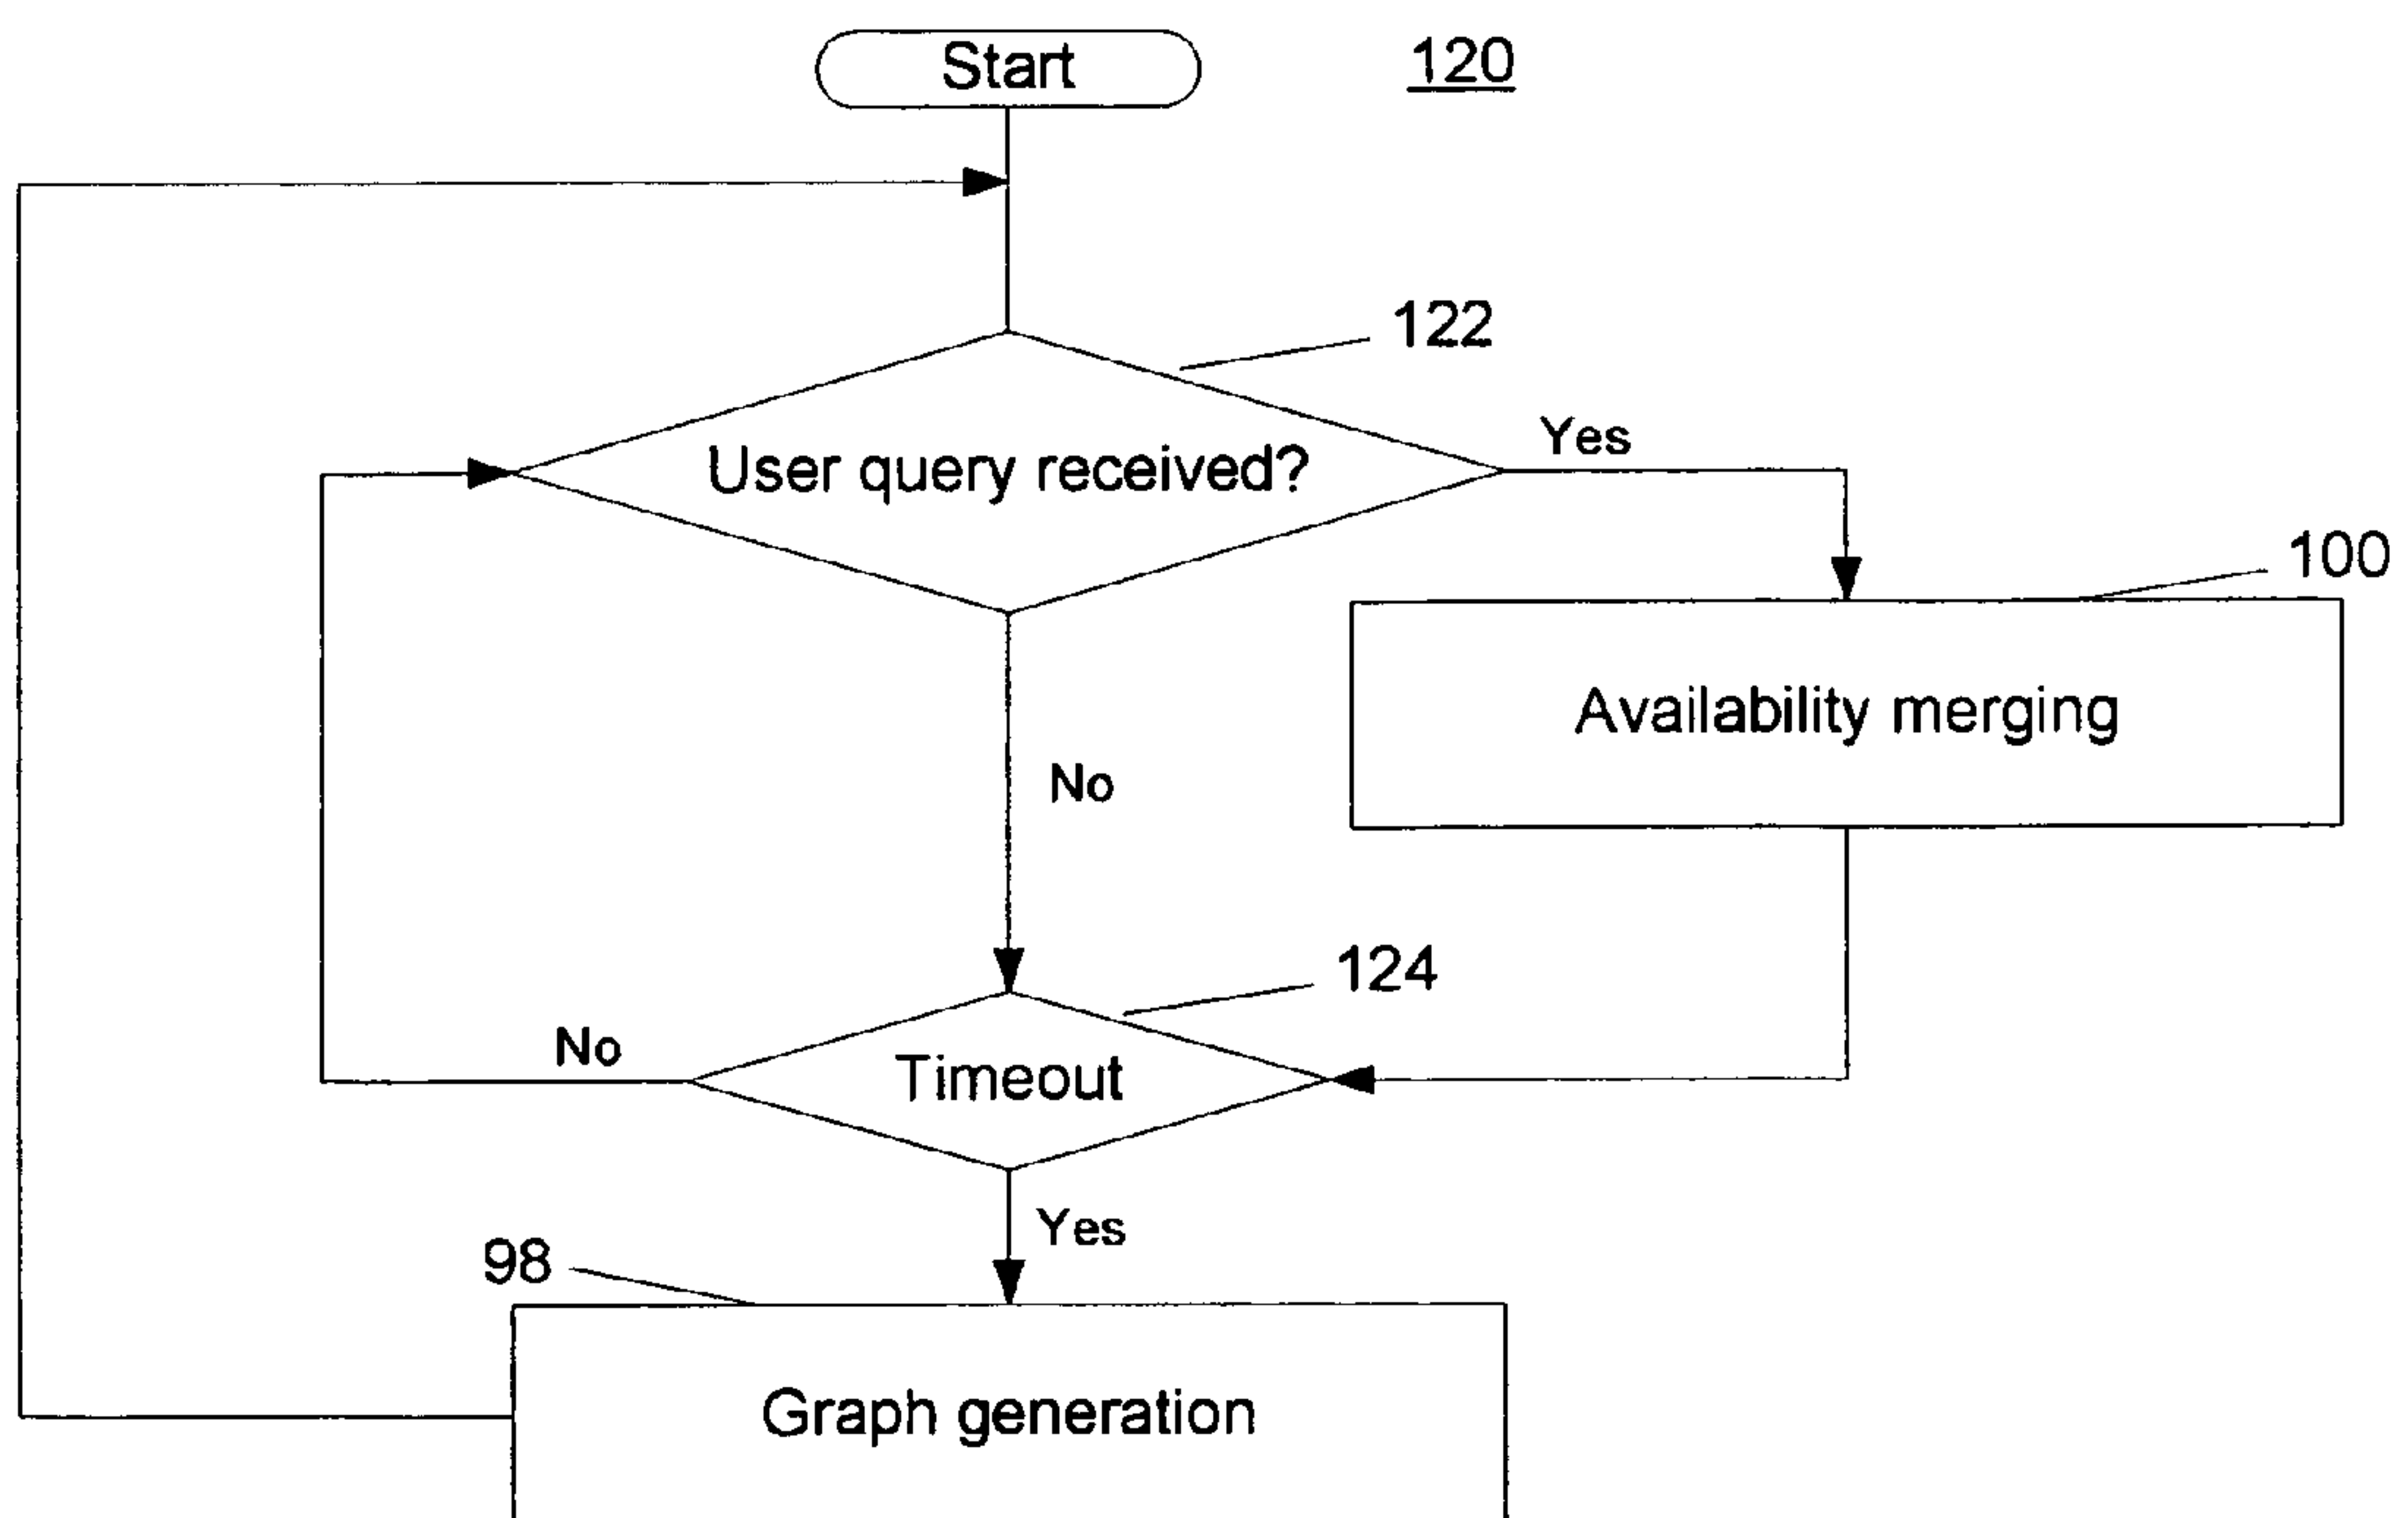 Start
120
122
User query received?
Yes
100
Availability merging
No
124
No
Timeout
Yes
98
Graph generation